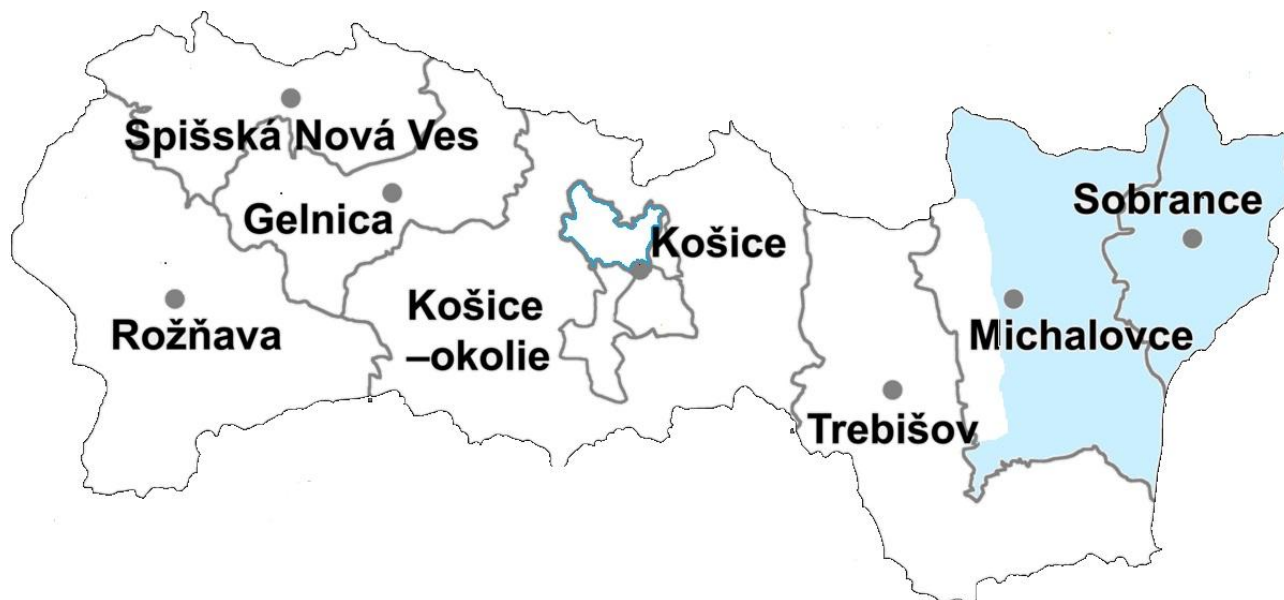 Spišská Nová Ves
Gelnica
Rožňava
Košice
Košice
–okolie
Sobrance
Michalovce
Trebišov